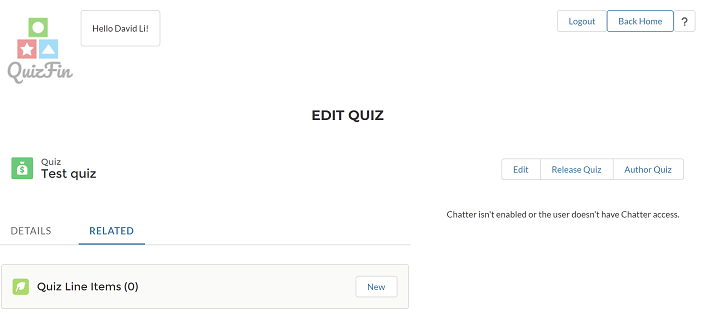 Hello David Li!
Logout
Back Home
?
QuizFin
EDIT QUIZ
Quiz
Test quiz
Edit
Release Quiz
Author Quiz
Chatter isn't enabled or the user doesn't have Chatter access.
DETAILS
RELATED
Quiz Line Items (0)
New